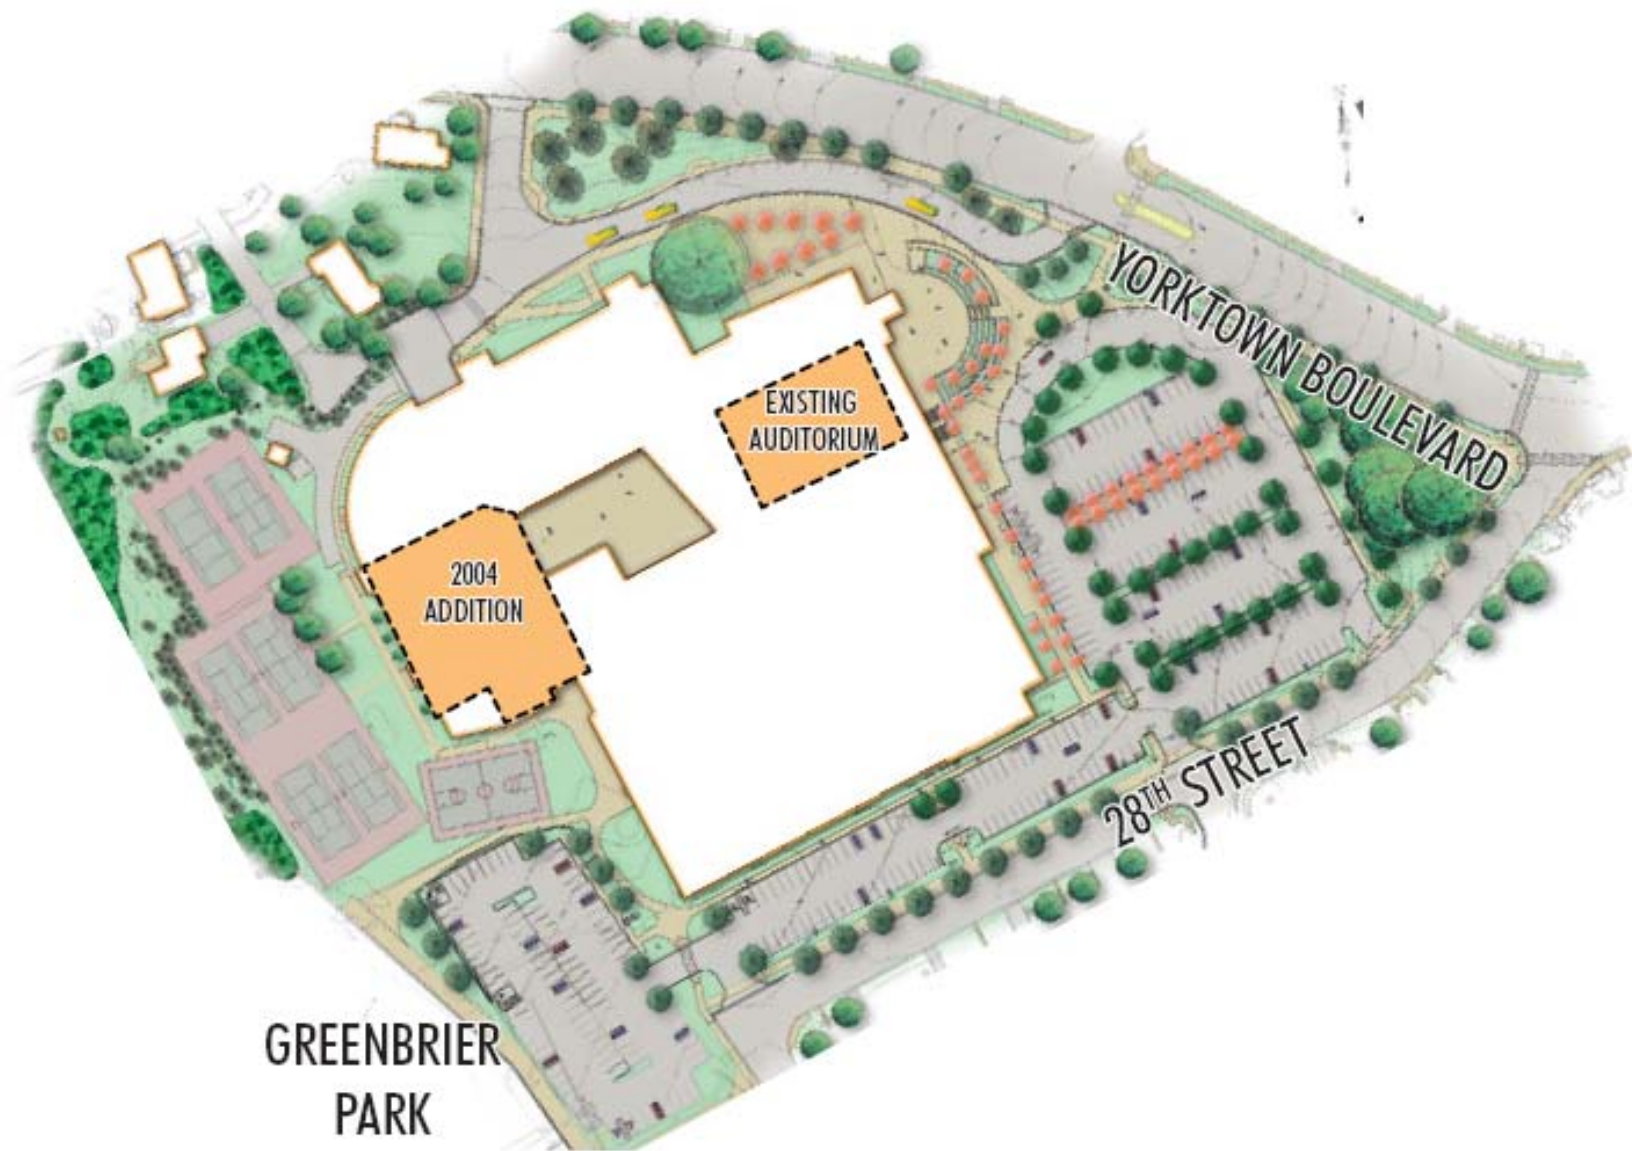 YORKTOWN BOULEVARD
EXISTING
AUDITORIUM
2004
ADDITION
28TH STREET
GREENBRIER
PARK